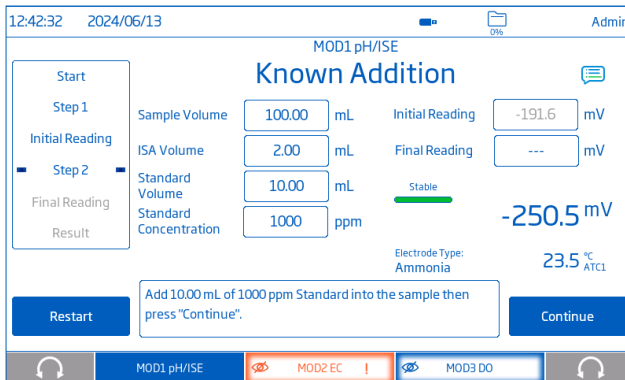 12:42:32 2024/06/13 0% Admin
MOD1 pH/ISE
Known Addition
Start
Step 1
Initial Reading
Step 2
Final Reading
Result
Sample Volume 100.00 mL
ISA Volume 2.00 mL
Standard Volume 10.00 mL
Standard Concentration 1000 ppm
Initial Reading -191.6 mV
Final Reading --- mV
Stable
-250.5 mV
Electrode Type:
Ammonia
23.5 °C ATC1
Restart
Add 10.00 mL of 1000 ppm Standard into the sample then
press "Continue".
Continue
MOD1 pH/ISE MOD2 EC ! MOD3 DO